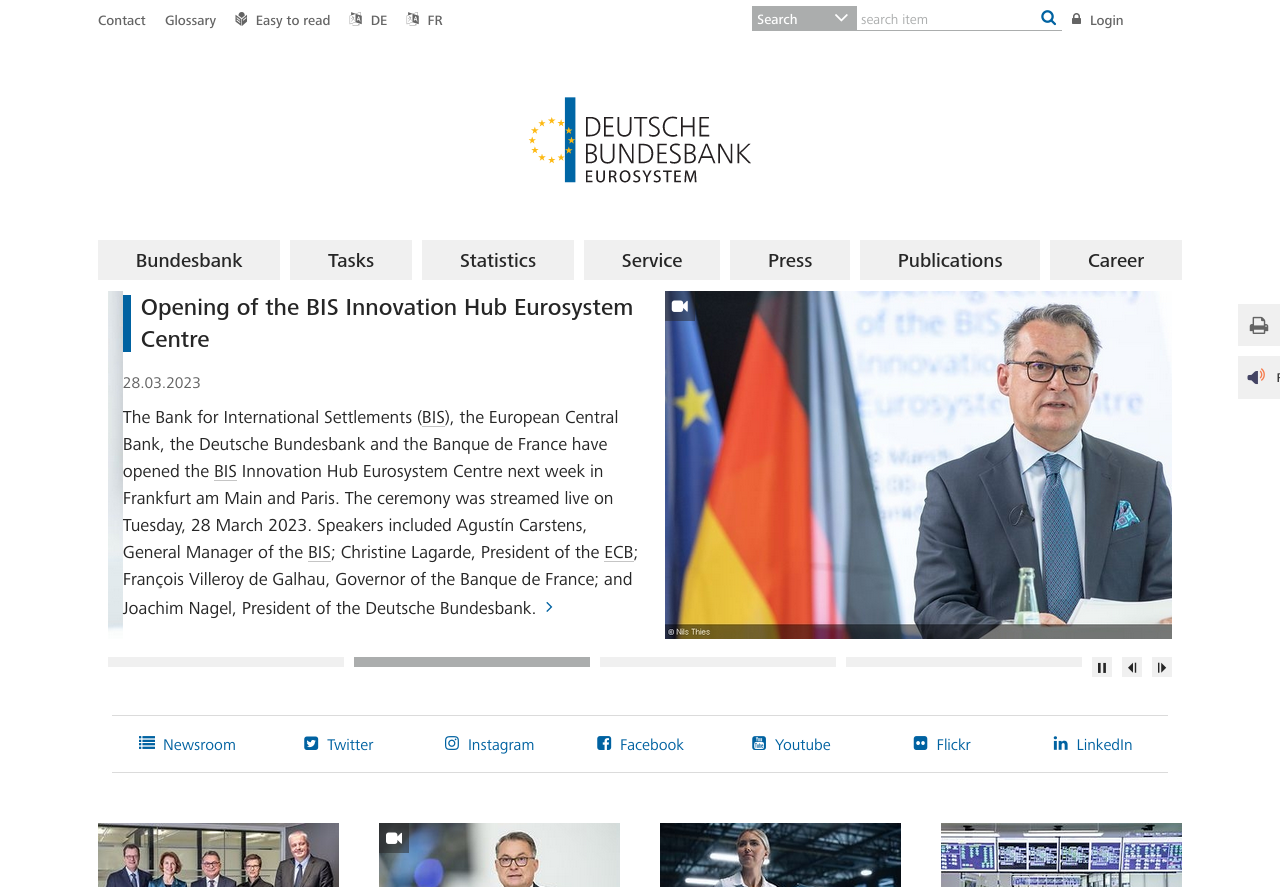 Contact Glossary Easy to read DE FR Search search item Login
DEUTSCHE
BUNDESBANK
EUROSYSTEM
Bundesbank Tasks Statistics Service Press Publications Career
Opening of the BIS Innovation Hub Eurosystem
Centre
28.03.2023
The Bank for International Settlements (BIS), the European Central
Bank, the Deutsche Bundesbank and the Banque de France have
opened the BIS Innovation Hub Eurosystem Centre next week in
Frankfurt am Main and Paris. The ceremony was streamed live on
Tuesday, 28 March 2023. Speakers included Agustín Carstens,
General Manager of the BIS; Christine Lagarde, President of the ECB;
François Villeroy de Galhau, Governor of the Banque de France; and
Joachim Nagel, President of the Deutsche Bundesbank.
of the BIS
Innovation
Eurosystem Centre
© Nils Thies
Newsroom Twitter Instagram Facebook Youtube Flickr LinkedIn